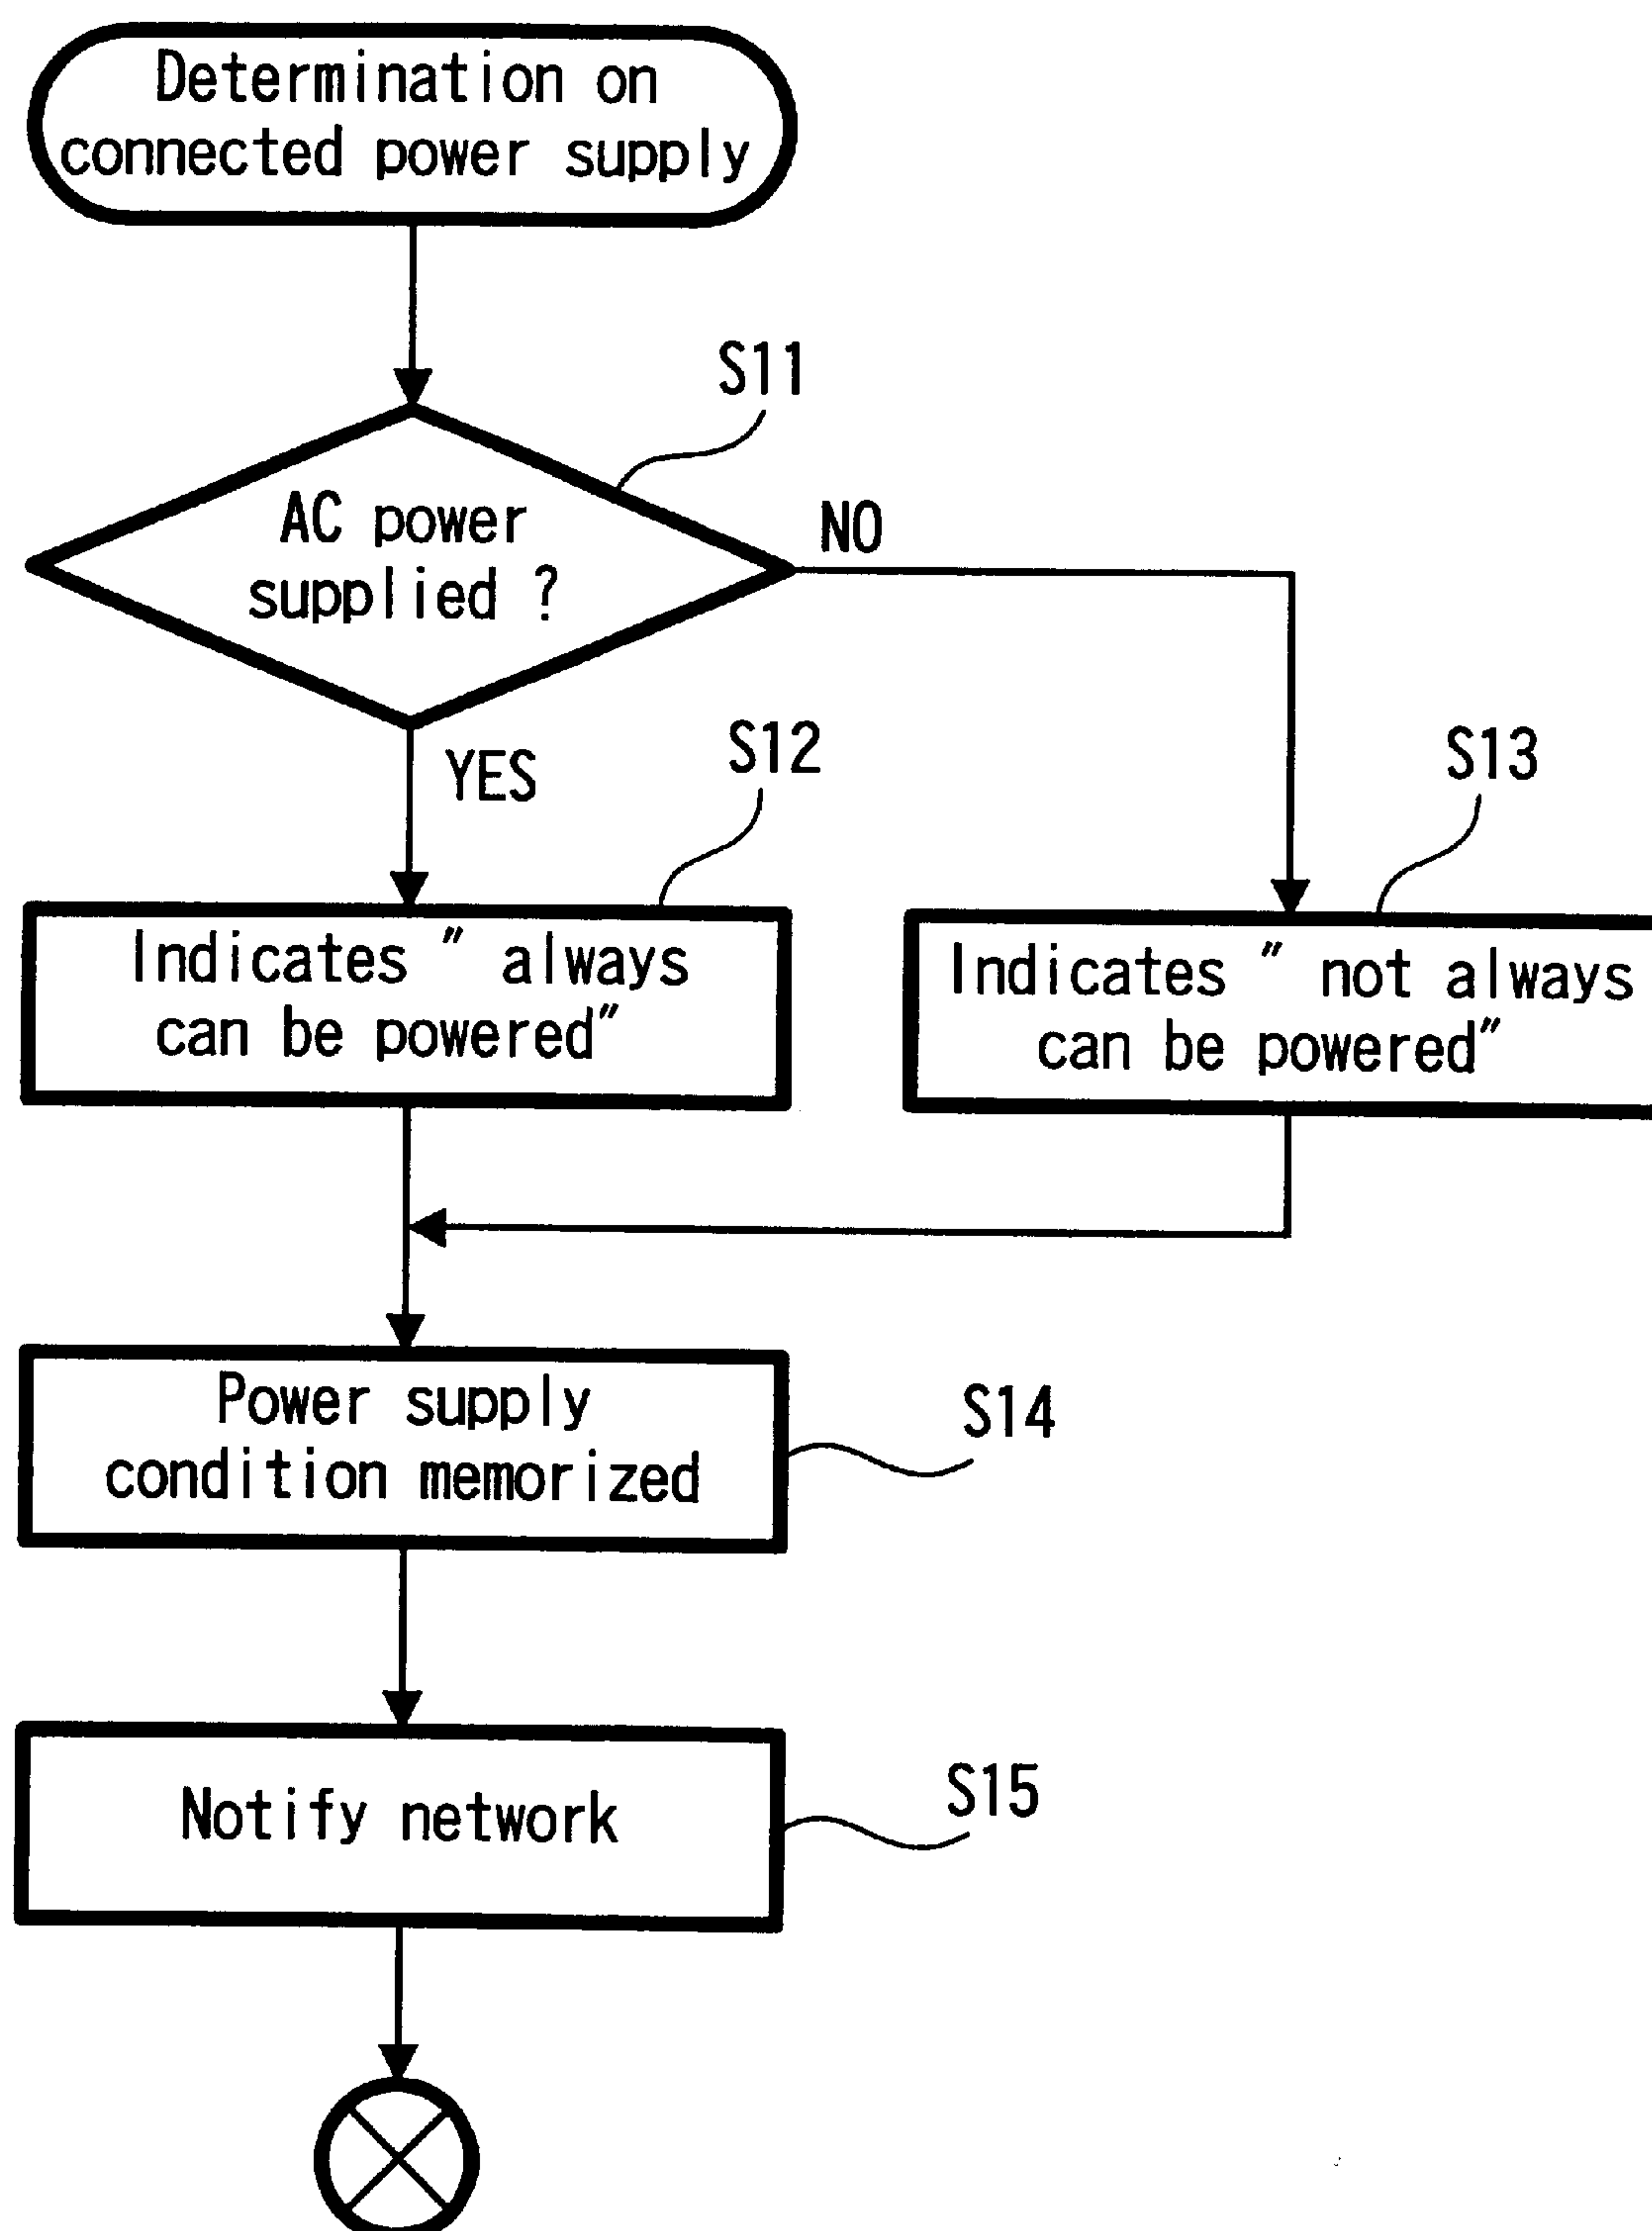 Determination on
connected power supply
S11
AC power
supplied ?
NO
YES
S12
S13
Indicates " always
can be powered"
Indicates " not always
can be powered"
Power supply
condition memorized
S14
Notify network
S15